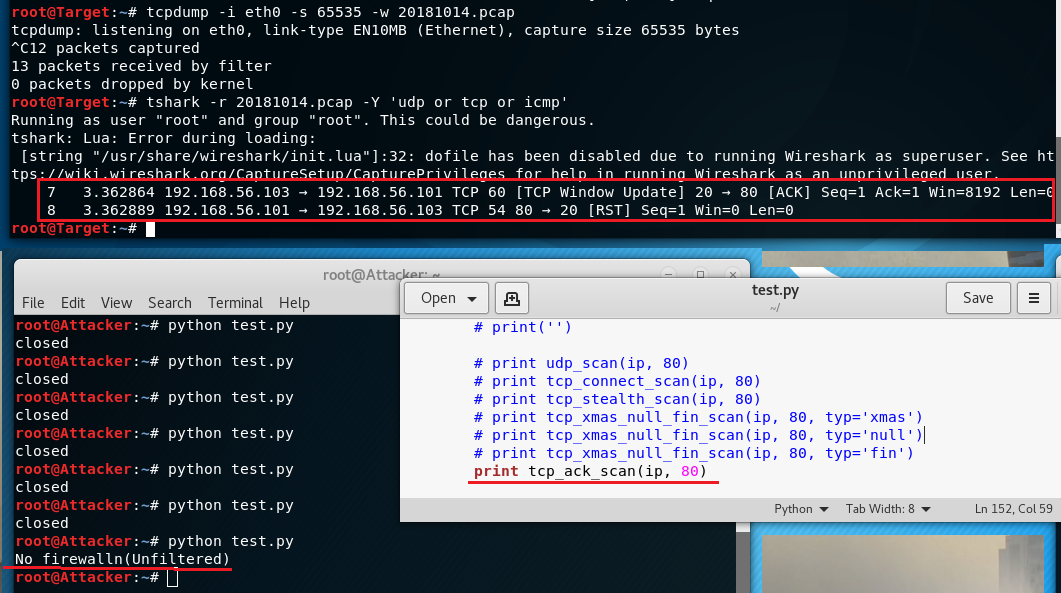 root@Target:~# tcpdump -i eth0 -s 65535 -w 20181014.pcap
tcpdump: listening on eth0, link-type EN10MB (Ethernet), capture size 65535 bytes
^C12 packets captured
13 packets received by filter
0 packets dropped by kernel
root@Target:~# tshark -r 20181014.pcap -Y 'udp or tcp or icmp'
Running as user "root" and group "root". This could be dangerous.
tshark: Lua: Error during loading:
[string "/usr/share/wireshark/init.lua"]:32: dofile has been disabled due to running Wireshark as superuser. See ht
tps://wiki.wireshark.org/CaptureSetup/CapturePrivileges for help in running Wireshark as an unprivileged user.
7 3.362864 192.168.56.103 → 192.168.56.101 TCP 60 [TCP Window Update] 20 → 80 [ACK] Seq=1 Ack=1 Win=8192 Len=0
8 3.362889 192.168.56.101 → 192.168.56.103 TCP 54 80 → 20 [RST] Seq=1 Win=0 Len=0
root@Target:~#
root@Attacker: ~
File Edit View Search Terminal Help
root@Attacker:~# python test.py
closed
root@Attacker:~# python test.py
closed
root@Attacker:~# python test.py
closed
root@Attacker:~# python test.py
closed
root@Attacker:~# python test.py
closed
root@Attacker:~# python test.py
closed
root@Attacker:~# python test.py
No firewalln(Unfiltered)
root@Attacker:~#
Open
test.py
~/
Save
# print('')
# print udp_scan(ip, 80)
# print tcp_connect_scan(ip, 80)
# print tcp_stealth_scan(ip, 80)
# print tcp_xmas_null_fin_scan(ip, 80, typ='xmas')
# print tcp_xmas_null_fin_scan(ip, 80, typ='null')
# print tcp_xmas_null_fin_scan(ip, 80, typ='fin')
print tcp_ack_scan(ip, 80)
Python Tab Width: 8 Ln 152, Col 59